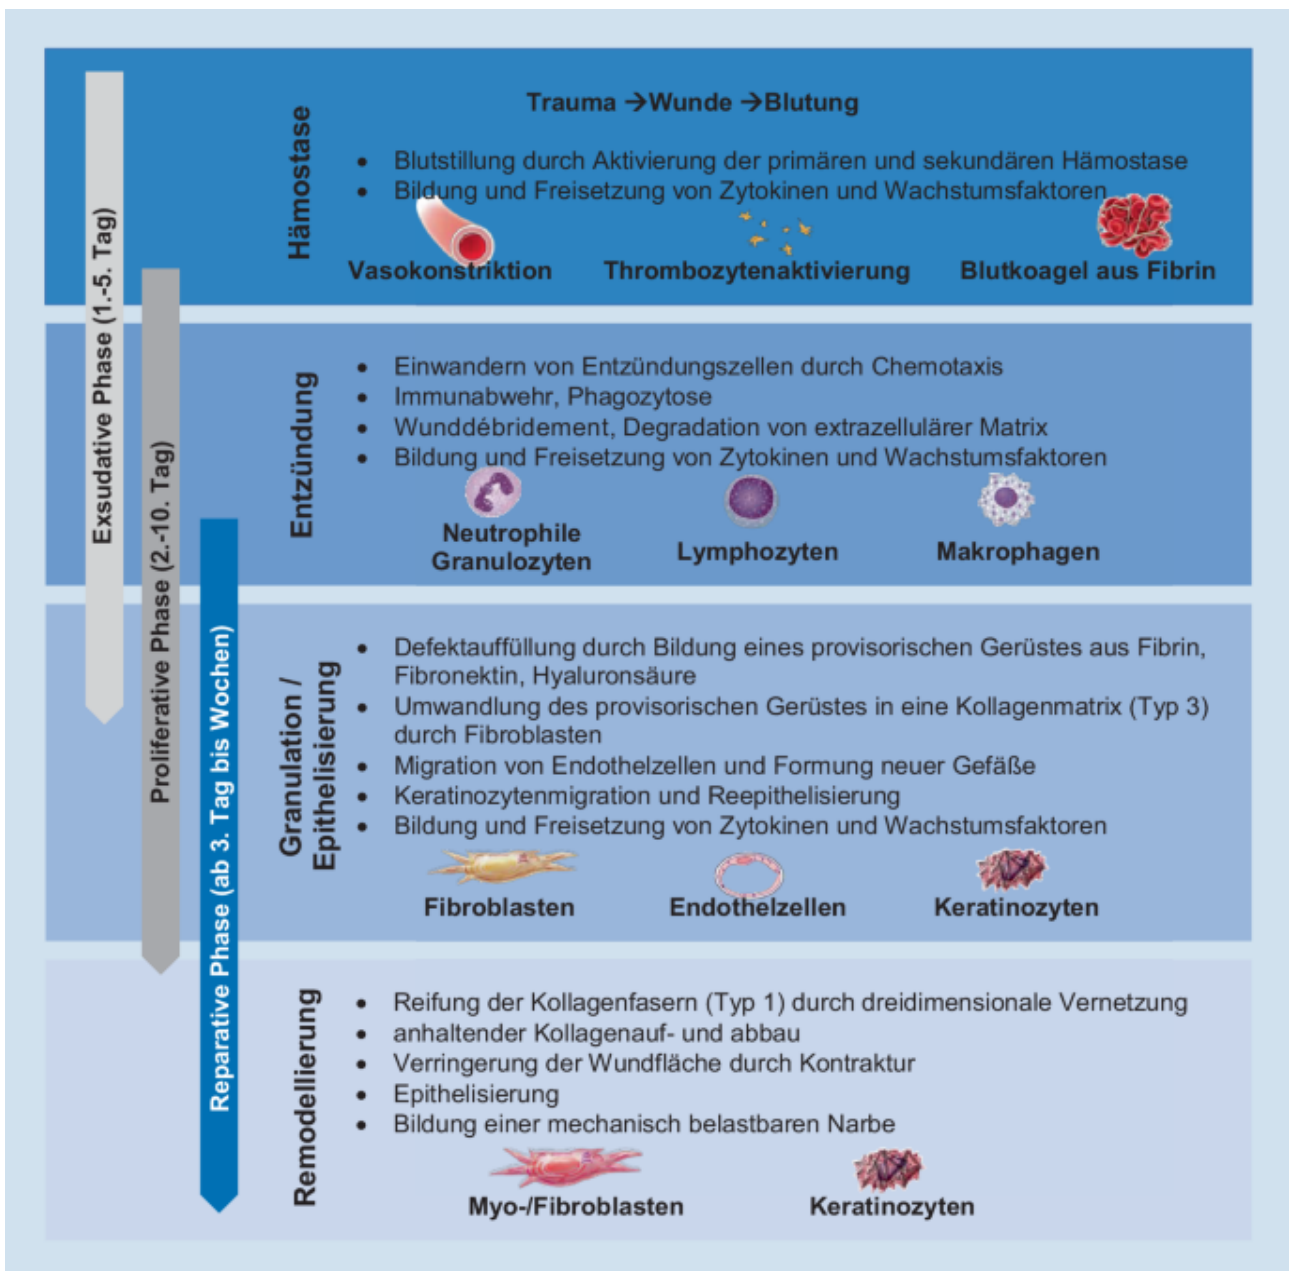 Exsudative Phase (1.-5. Tag)
Proliferative Phase (2.-10. Tag)
Reparative Phase (ab 3. Tag bis Wochen)
Hämostase
Trauma →Wunde →Blutung
• Blutstillung durch Aktivierung der primären und sekundären Hämostase
• Bildung und Freisetzung von Zytokinen und Wachstumsfaktoren
Vasokonstriktion
Thrombozytenaktivierung
Blutkoagel aus Fibrin
Entzündung
• Einwandern von Entzündungszellen durch Chemotaxis
• Immunabwehr, Phagozytose
• Wunddébridement, Degradation von extrazellulärer Matrix
• Bildung und Freisetzung von Zytokinen und Wachstumsfaktoren
Neutrophile
Granulozyten
Lymphozyten
Makrophagen
Granulation /
Epithelisierung
• Defektauffüllung durch Bildung eines provisorischen Gerüstes aus Fibrin,
Fibronektin, Hyaluronsäure
• Umwandlung des provisorischen Gerüstes in eine Kollagenmatrix (Typ 3)
durch Fibroblasten
• Migration von Endothelzellen und Formung neuer Gefäße
• Keratinozytenmigration und Reepithelisierung
• Bildung und Freisetzung von Zytokinen und Wachstumsfaktoren
Fibroblasten
Endothelzellen
Keratinozyten
Remodellierung
• Reifung der Kollagenfasern (Typ 1) durch dreidimensionale Vernetzung
• anhaltender Kollagenauf- und abbau
• Verringerung der Wundfläche durch Kontraktur
• Epithelisierung
• Bildung einer mechanisch belastbaren Narbe
Myo-/Fibroblasten
Keratinozyten